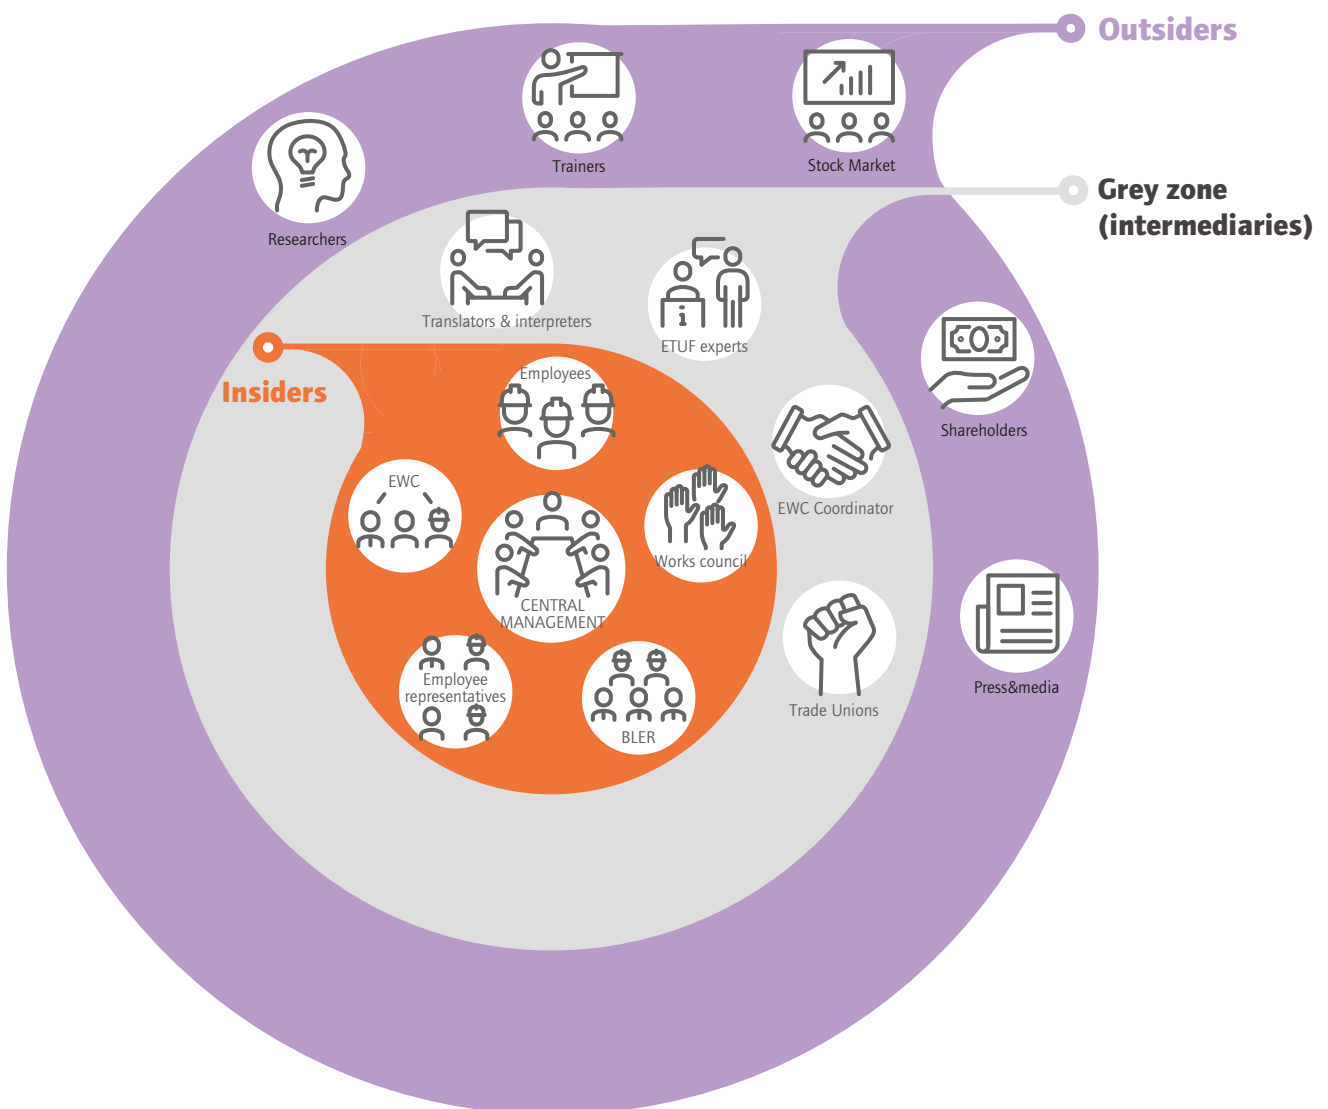 Outsiders
Trainers
Stock Market
Grey zone
(intermediaries)
Researchers
Translators & interpreters
ETUF experts
Insiders
Employees
Shareholders
EWC
EWC Coordinator
Works council
CENTRAL
MANAGEMENT
Employee
representatives
Press&media
Trade Unions
BLER
i